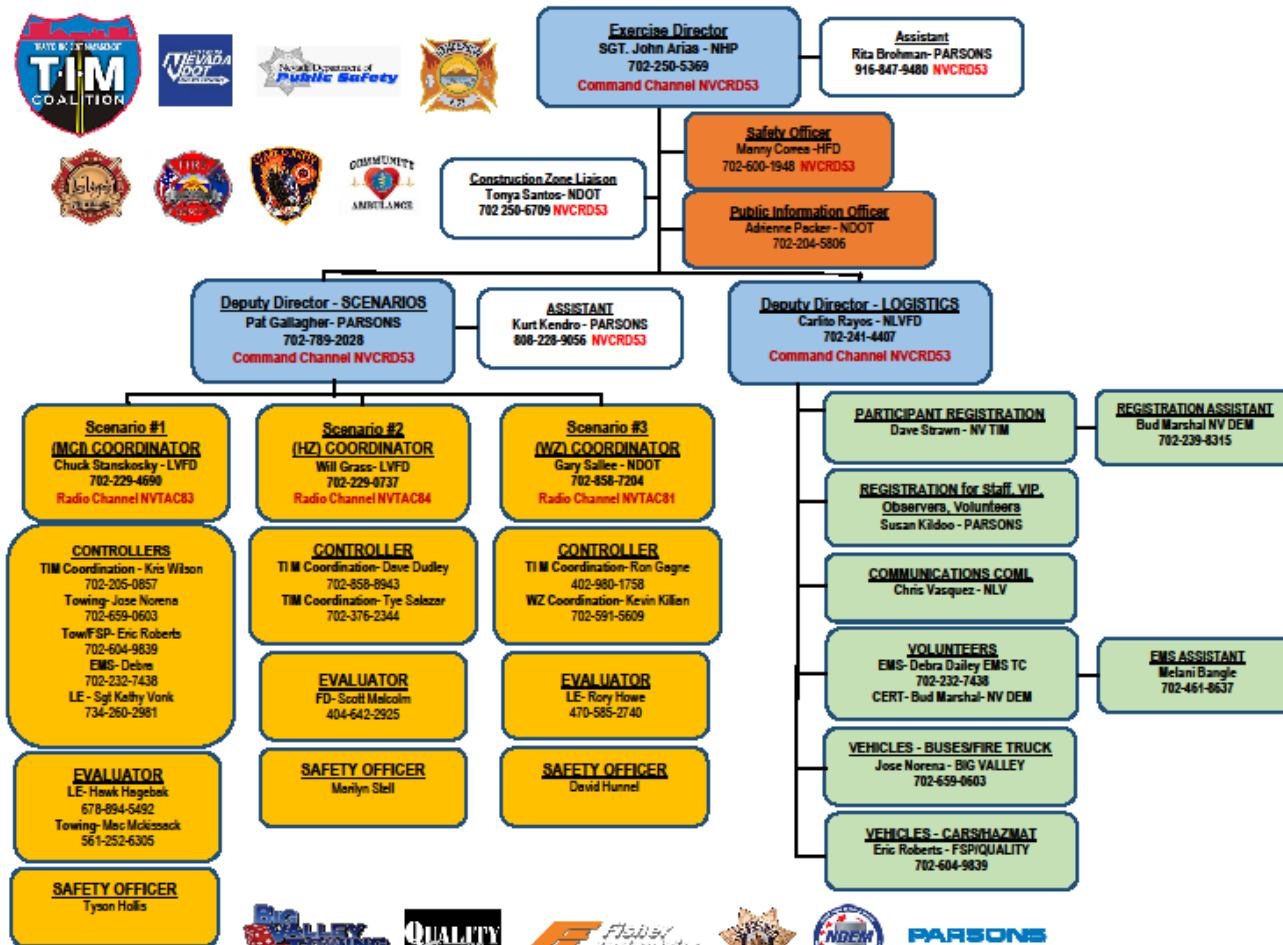 TIM
COALITION
NEVADA
DOT
Nevada Department of
Public Safety
Las Vegas
FIRE
COMMUNITY
AMBULANCE
Exercise Director
SGT. John Arias - NHP
702-250-5369
Command Channel NVCRD53
Assistant
Rita Brohman- PARSONS
916-847-9480 NVCRD53
Safety Officer
Manny Correa -HFD
702-600-1948 NVCRD53
Construction Zone Liaison
Tonya Santos- NDOT
702 250-6709 NVCRD53
Public Information Officer
Adrienne Packer - NDOT
702-204-5806
Deputy Director - SCENARIOS
Pat Gallagher- PARSONS
702-789-2028
Command Channel NVCRD53
ASSISTANT
Kurt Kendro - PARSONS
808-228-9056 NVCRD53
Deputy Director - LOGISTICS
Carlito Rayos - NLVFD
702-241-4407
Command Channel NVCRD53
Scenario #1
(MCI) COORDINATOR
Chuck Stanskosky - LVFD
702-229-4690
Radio Channel NVTAC83
Scenario #2
(HZ) COORDINATOR
Will Grass- LVFD
702-229-0737
Radio Channel NVTAC84
Scenario #3
(WZ) COORDINATOR
Gary Sallee - NDOT
702-858-7204
Radio Channel NVTAC81
CONTROLLERS
TIM Coordination - Kris Wilson
702-205-0857
Towing- Jose Norena
702-659-0603
Tow/FSP- Eric Roberts
702-604-9839
EMS- Debra
702-232-7438
LE - Sgt Kathy Vonk
734-260-2981
CONTROLLER
TIM Coordination- Dave Dudley
702-858-8943
TIM Coordination- Tye Salazar
702-376-2344
CONTROLLER
TIM Coordination- Ron Gagne
402-980-1758
WZ Coordination- Kevin Killian
702-591-5609
EVALUATOR
LE- Hawk Hagebak
678-894-5492
Towing- Mac Mckissack
561-252-6305
EVALUATOR
FD- Scott Malcolm
404-642-2925
EVALUATOR
LE- Rory Howe
470-585-2740
SAFETY OFFICER
Tyson Hollis
SAFETY OFFICER
Marilyn Stell
SAFETY OFFICER
David Hunnel
PARTICIPANT REGISTRATION
Dave Strawn - NV TIM
REGISTRATION ASSISTANT
Bud Marshal NV DEM
702-239-8315
REGISTRATION for Staff, VIP,
Observers, Volunteers
Susan Kildoo - PARSONS
COMMUNICATIONS COML
Chris Vasquez - NLV
VOLUNTEERS
EMS- Debra Dailey EMS TC
702-232-7438
CERT- Bud Marshal- NV DEM
EMS ASSISTANT
Melani Bangle
702-461-8637
VEHICLES - BUSES/FIRE TRUCK
Jose Norena - BIG VALLEY
702-659-0603
VEHICLES - CARS/HAZMAT
Eric Roberts - FSP/QUALITY
702-604-9839
BIG
VALLEY
QUALITY
Fisher
NDEM
PARSONS